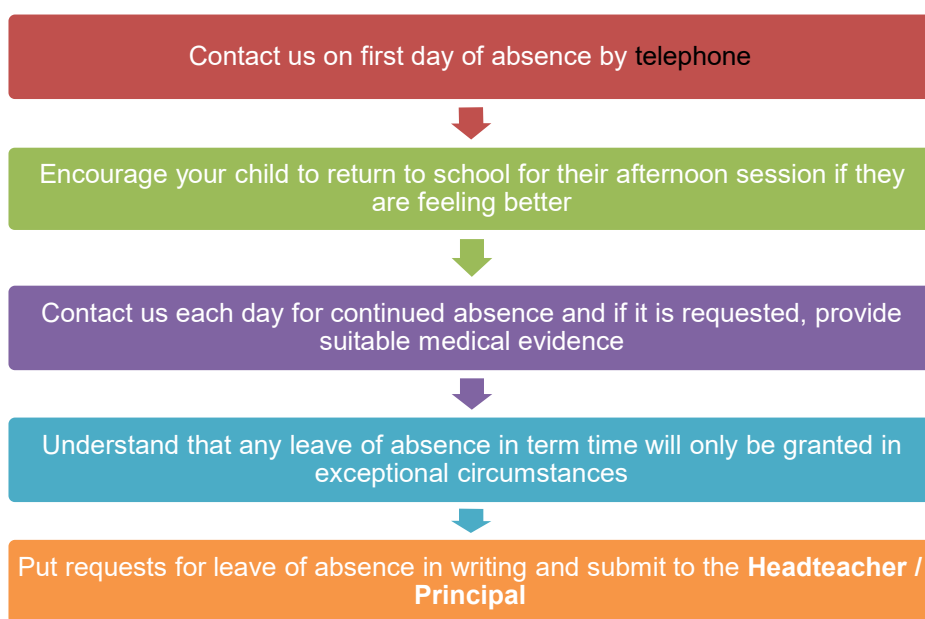 Contact us on first day of absence by telephone
Encourage your child to return to school for their afternoon session if they
are feeling better
Contact us each day for continued absence and if it is requested, provide
suitable medical evidence
Understand that any leave of absence in term time will only be granted in
exceptional circumstances
Put requests for leave of absence in writing and submit to the Headteacher /
Principal